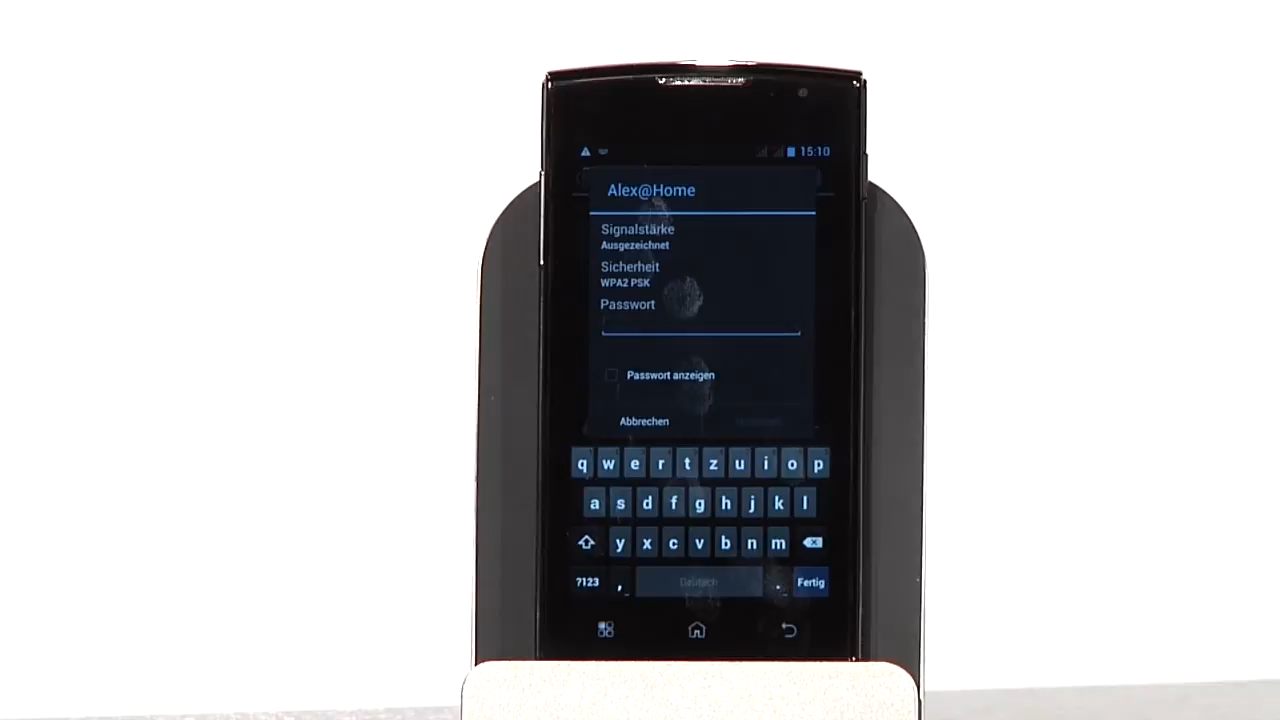 15:10
Alex@Home
Signalstärke
Ausgezeichnet
Sicherheit
WPA2 PSK
Passwort
Passwort anzeigen
Abbrechen
q w e r t z u i o p
a s d f g h j k l
y x c v b n m
?123 , Deutsch . Fertig